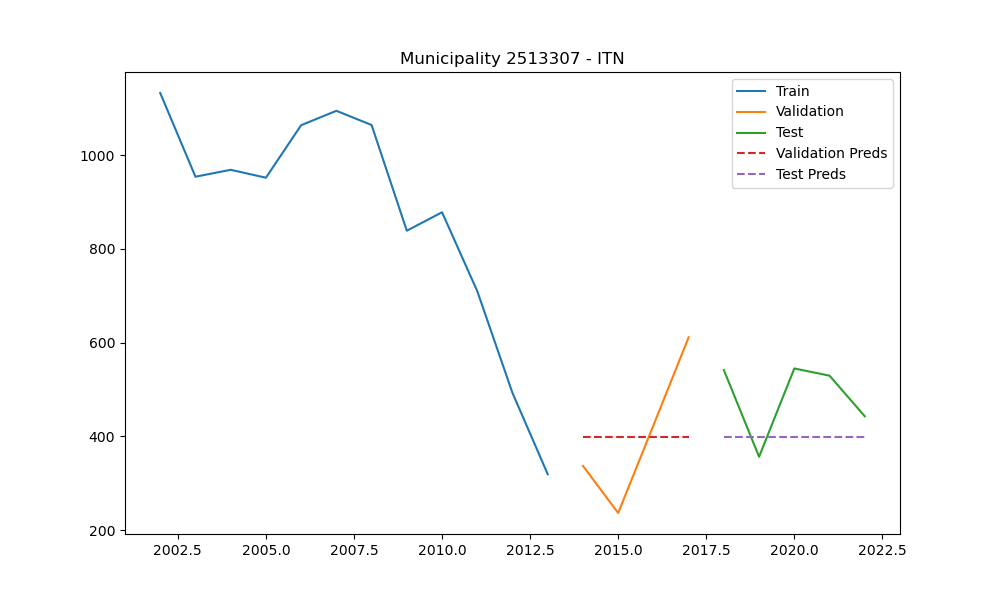 Municipality 2513307 - ITN
Train
Validation
Test
Validation Preds
Test Preds
1000
800
600
400
200
2002.5 2005.0 2007.5 2010.0 2012.5 2015.0 2017.5 2020.0 2022.5